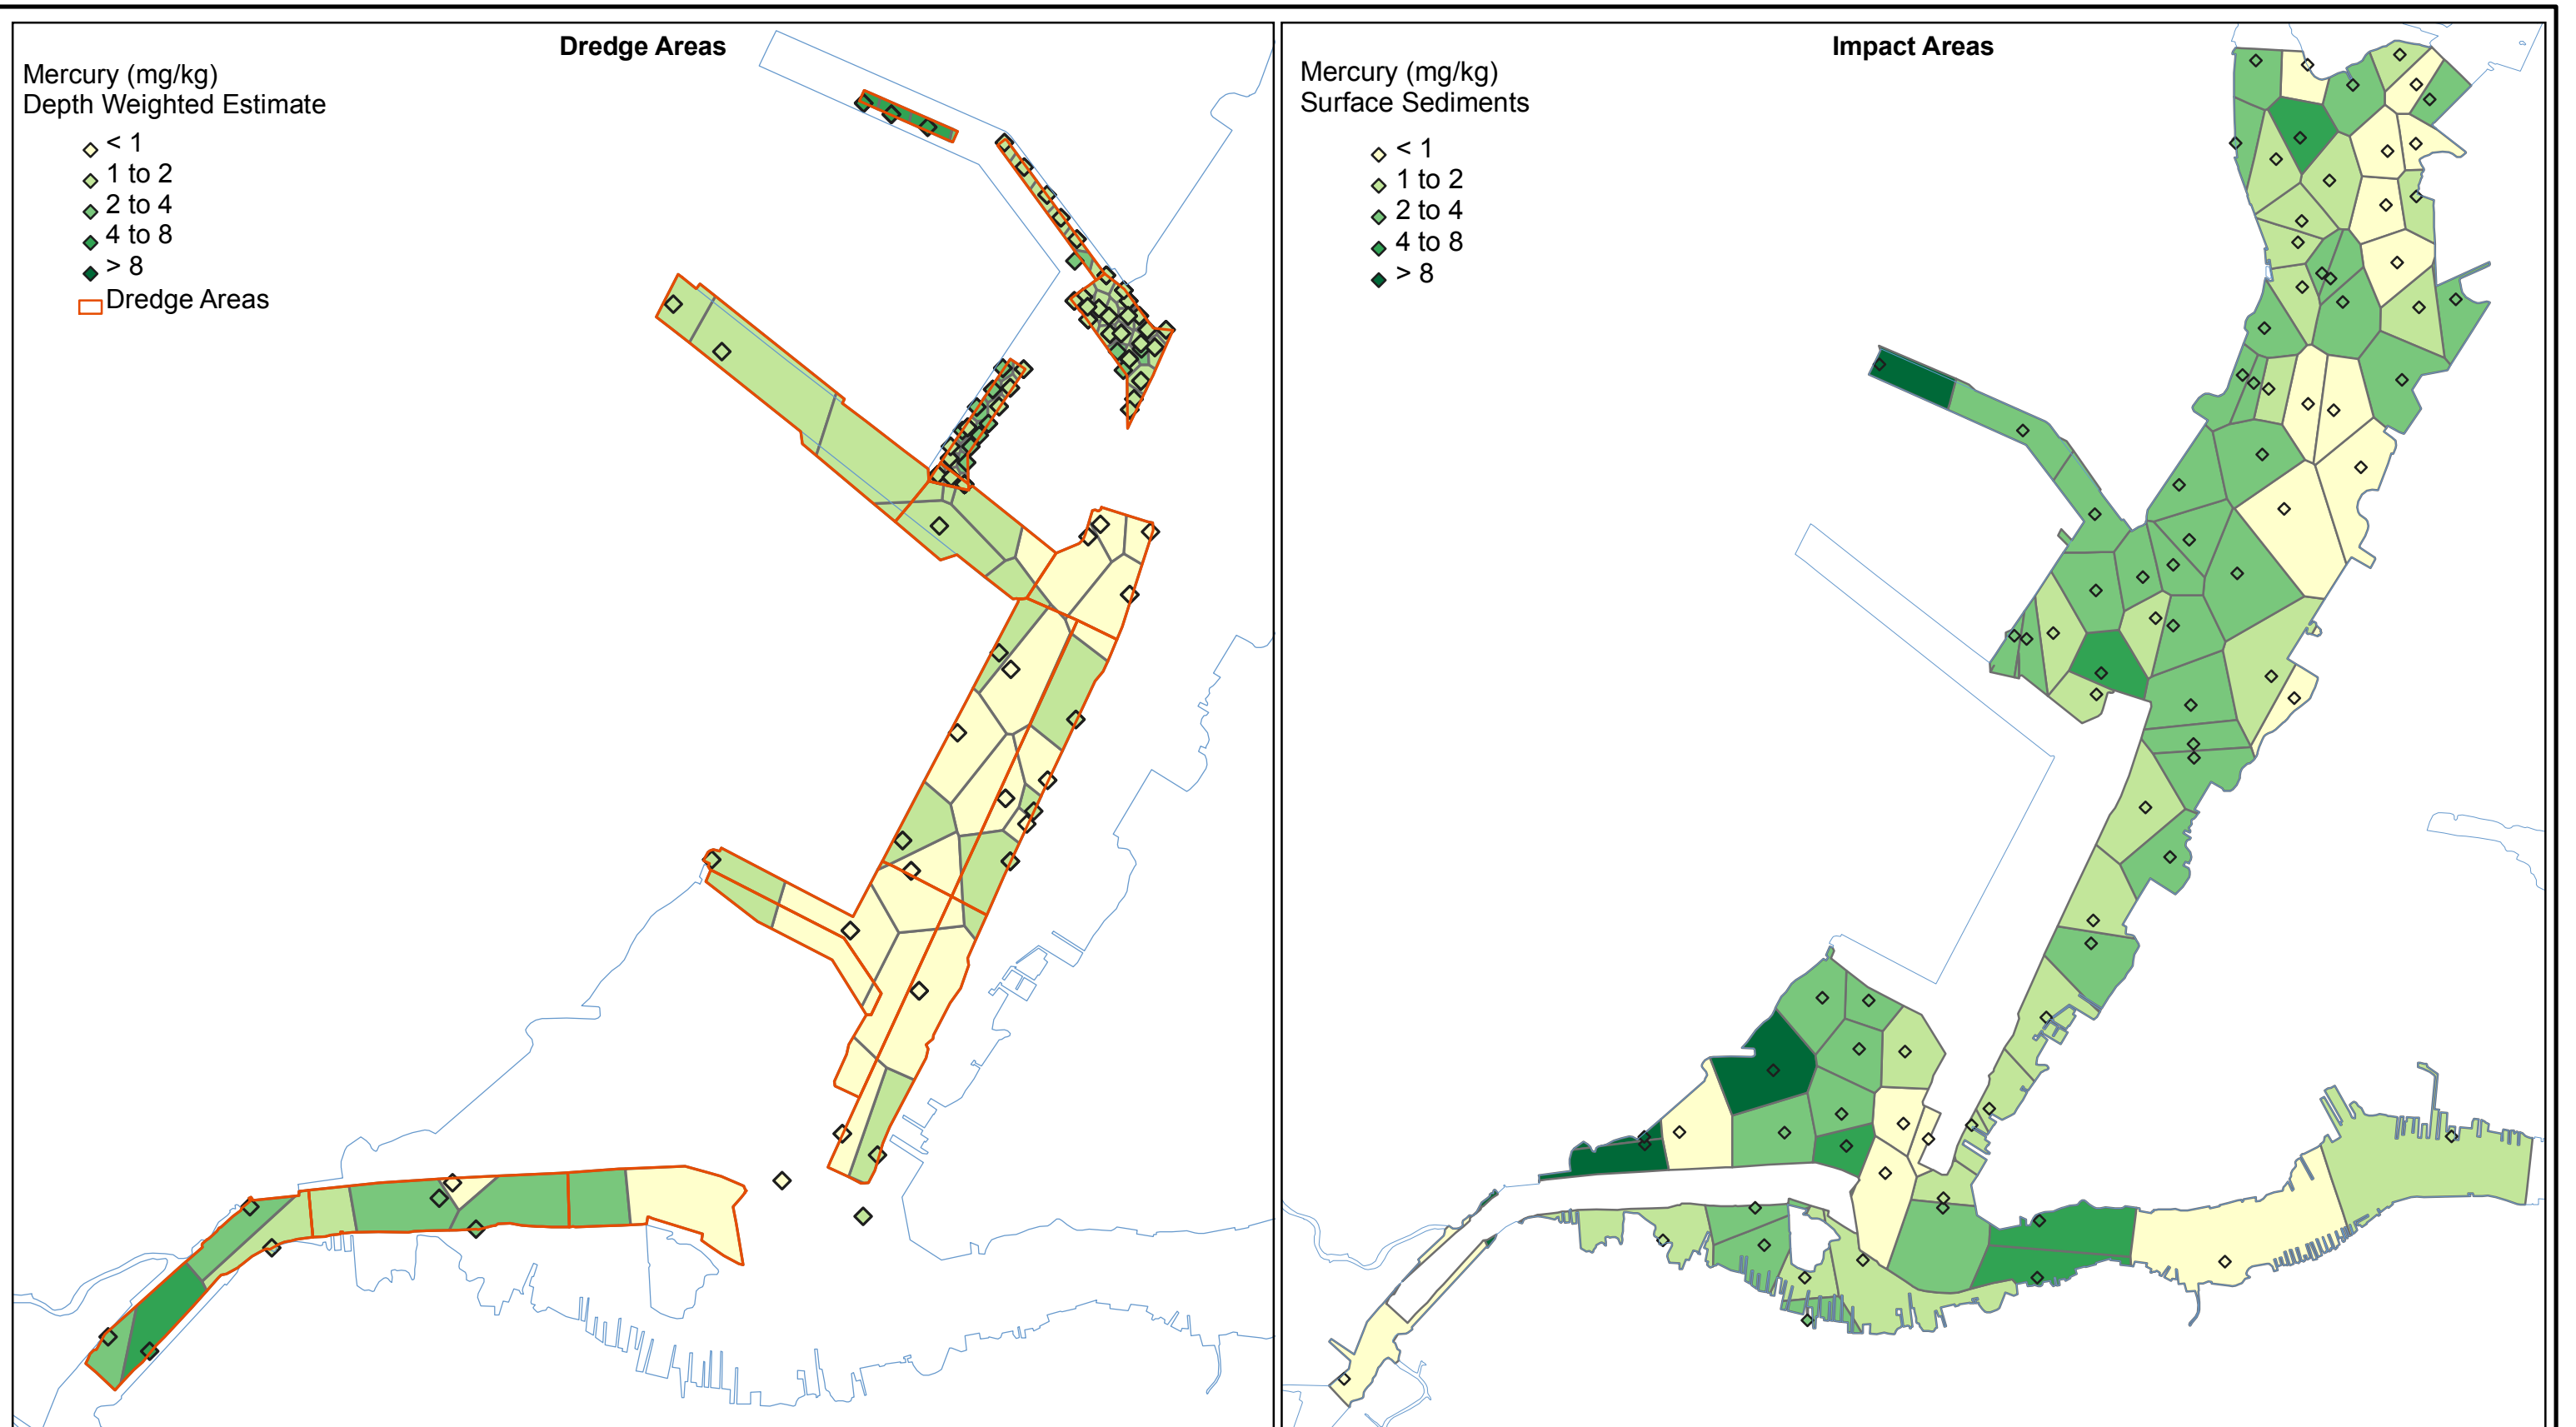 Dredge Areas
Mercury (mg/kg)
Depth Weighted Estimate
< 1
1 to 2
2 to 4
4 to 8
> 8
Dredge Areas
Impact Areas
Mercury (mg/kg)
Surface Sediments
< 1
1 to 2
2 to 4
4 to 8
> 8